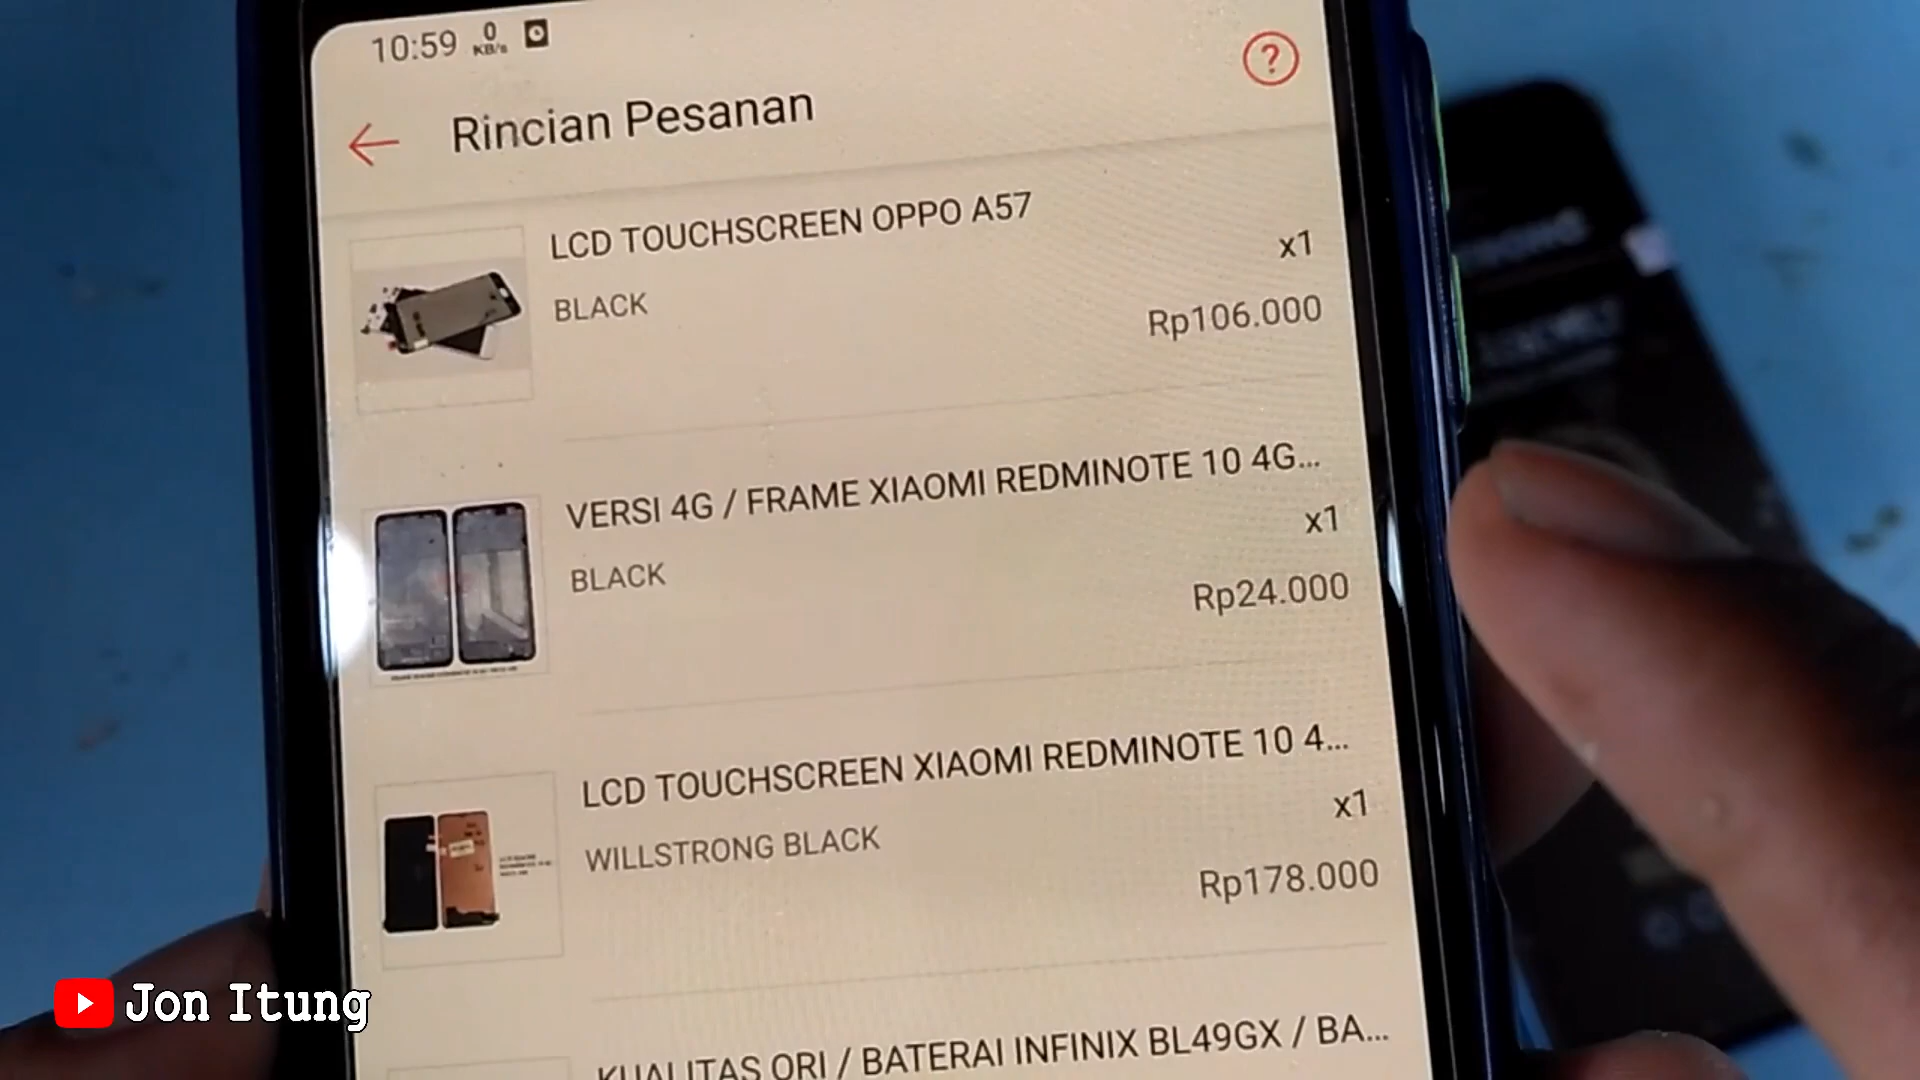 10:59
0
KB/s
?
Rincian Pesanan
LCD TOUCHSCREEN OPPO A57
x1
BLACK
Rp106.000
VERSI 4G / FRAME XIAOMI REDMINOTE 10 4G...
x1
BLACK
Rp24.000
LCD TOUCHSCREEN XIAOMI REDMINOTE 10 4...
x1
WILLSTRONG BLACK
Rp178.000
KUALITAS ORI / BATERAI INFINIX BL49GX / BA...
Jon Itung